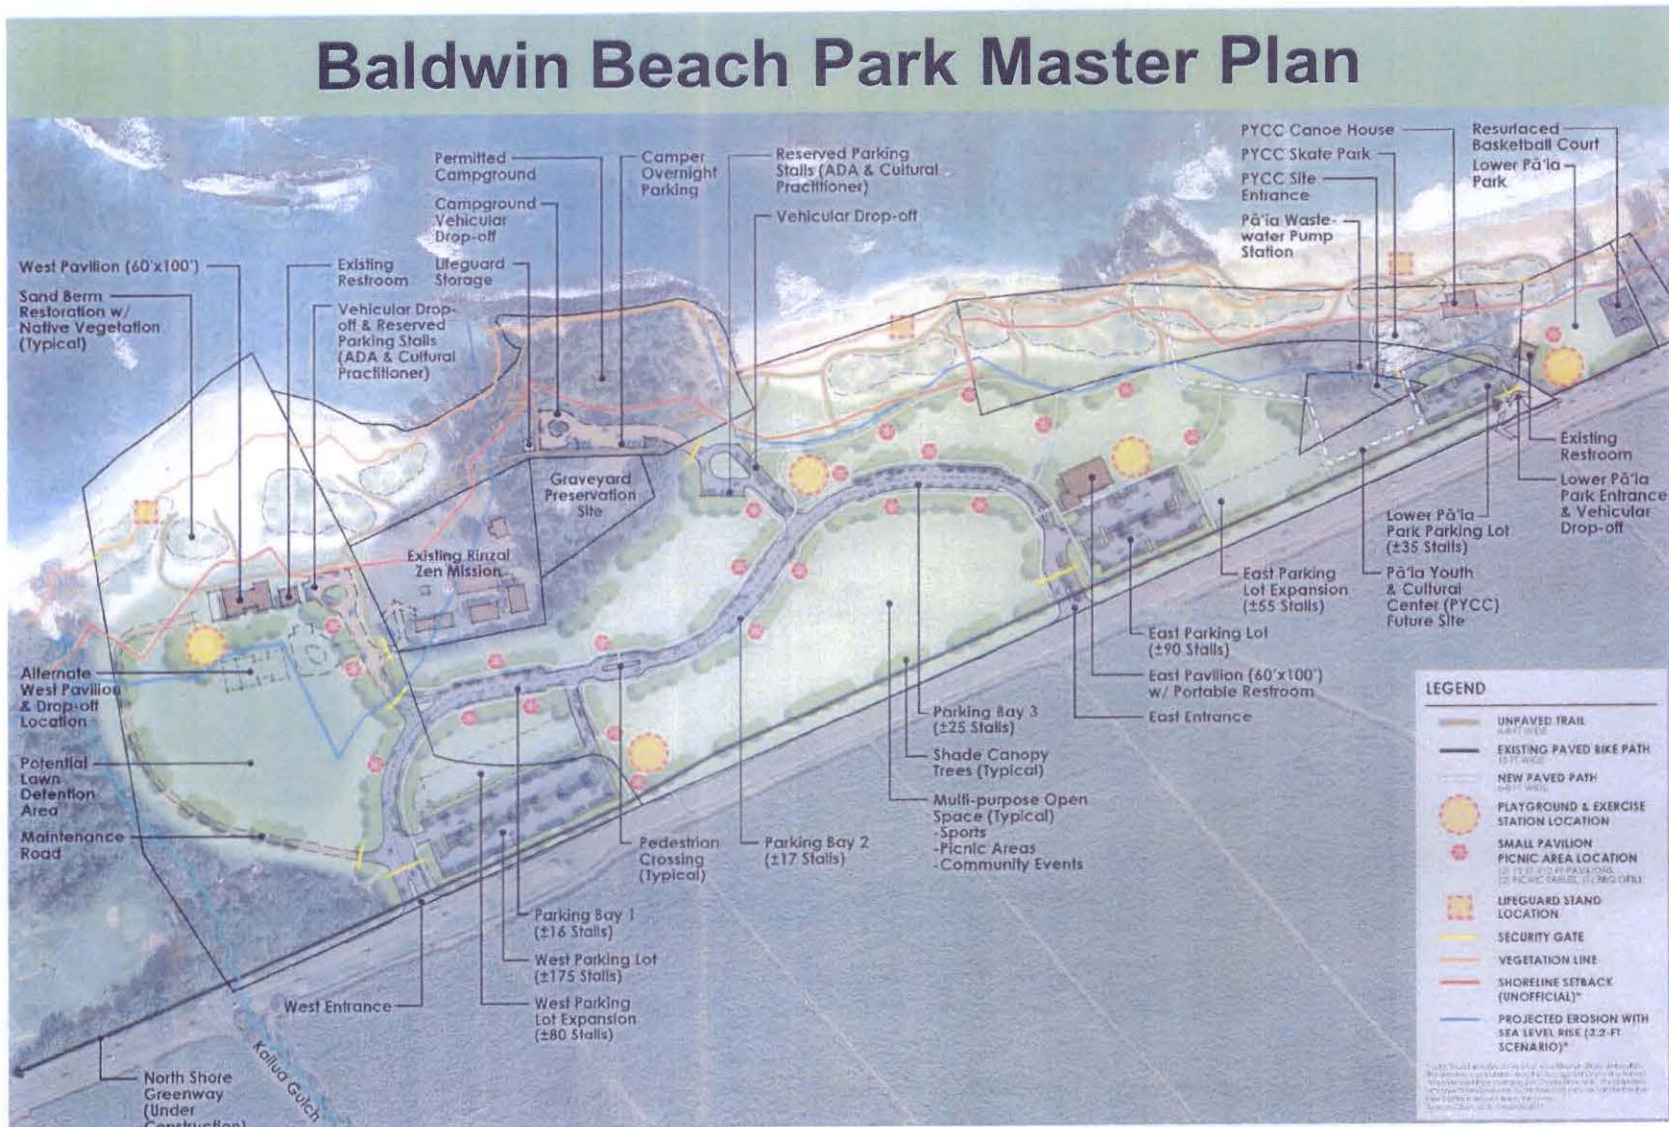 Baldwin Beach Park Master Plan
Permitted
Campground
Camper
Overnight
Parking
Reserved Parking
Stalls (ADA & Cultural
Practitioner)
Vehicular Drop-off
Campground
Vehicular
Drop-off
Lifeguard
Storage
PYCC Canoe House
PYCC Skate Park
PYCC Site
Entrance
Pā'ia Waste-
water Pump
Station
Resurfaced
Basketball Court
Lower Pā'ia
Park
West Pavilion (60'x100')
Sand Berm
Restoration w/
Native Vegetation
(Typical)
Existing
Restroom
Vehicular Drop-
off & Reserved
Parking Stalls
(ADA & Cultural
Practitioner)
Graveyard
Preservation
Site
Existing Rinzai
Zen Mission
Existing
Restroom
Lower Pā'ia
Park Entrance
& Vehicular
Drop-off
Lower Pā'ia
Park Parking Lot
(±35 Stalls)
Pā'ia Youth
& Cultural
Center (PYCC)
Future Site
East Parking
Lot Expansion
(±55 Stalls)
East Parking Lot
(±90 Stalls)
East Pavilion (60'x100')
w/ Portable Restroom
East Entrance
Alternate
West Pavilion
& Drop-off
Location
Potential
Lawn
Detention
Area
Maintenance
Road
Parking Bay 3
(±25 Stalls)
Shade Canopy
Trees (Typical)
Multi-purpose Open
Space (Typical)
-Sports
-Picnic Areas
-Community Events
Pedestrian
Crossing
(Typical)
Parking Bay 2
(±17 Stalls)
Parking Bay 1
(±16 Stalls)
West Parking Lot
(±175 Stalls)
West Parking
Lot Expansion
(±80 Stalls)
West Entrance
Kailua Gulch
North Shore
Greenway
(Under
Construction)
LEGEND
UNPAVED TRAIL
EXISTING PAVED BIKE PATH
NEW PAVED PATH
PLAYGROUND & EXERCISE
STATION LOCATION
SMALL PAVILION
PICNIC AREA LOCATION
LIFEGUARD STAND
LOCATION
SECURITY GATE
VEGETATION LINE
SHORELINE SETBACK
(UNOFFICIAL)*
PROJECTED EROSION WITH
SEA LEVEL RISE (3.2-FT
SCENARIO)*